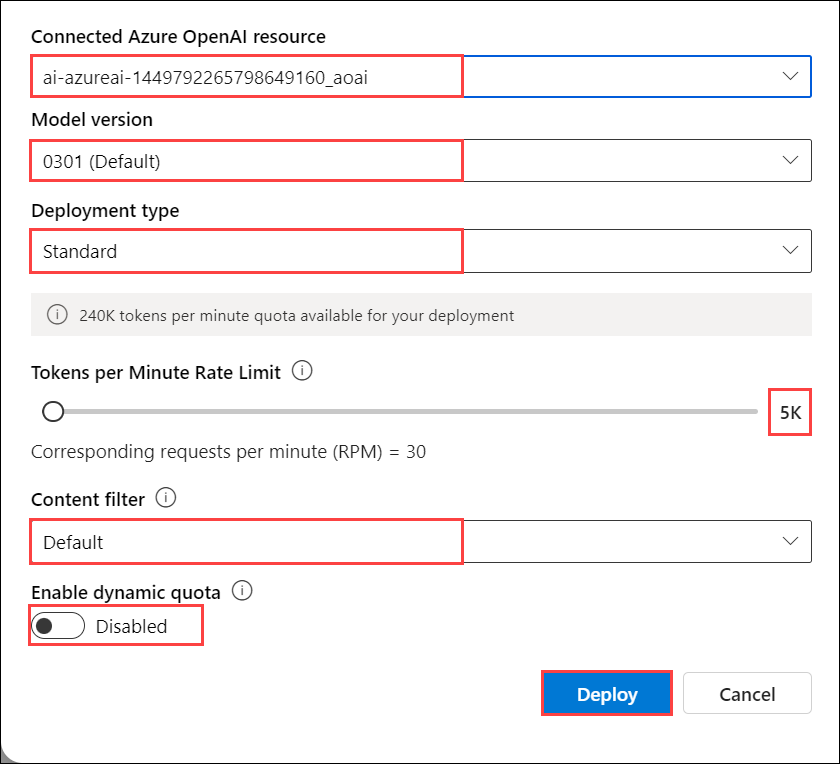 Connected Azure OpenAI resource
ai-azureai-1449792265798649160_aoai
Model version
0301 (Default)
Deployment type
Standard
240K tokens per minute quota available for your deployment
Tokens per Minute Rate Limit
5K
Corresponding requests per minute (RPM) = 30
Content filter
Default
Enable dynamic quota
Disabled
Deploy Cancel